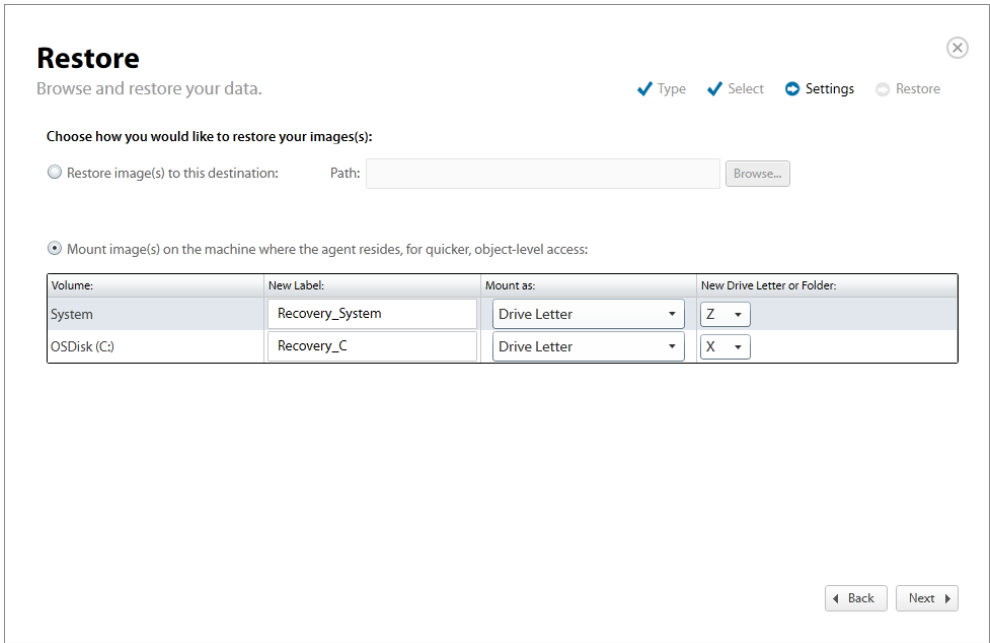 Restore
Browse and restore your data.
Type Select Settings Restore
Choose how you would like to restore your images(s):
Restore image(s) to this destination: Path: Browse...
Mount image(s) on the machine where the agent resides, for quicker, object-level access:
Volume: New Label: Mount as: New Drive Letter or Folder:
System Recovery_System Drive Letter Z
OSDisk (C:) Recovery_C Drive Letter X
Back Next